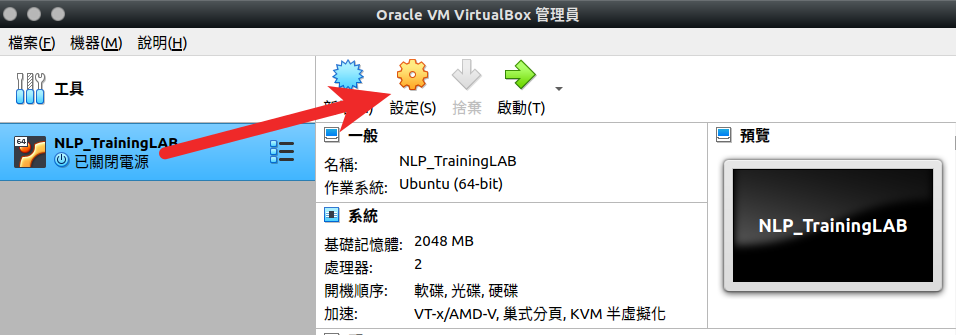 Oracle VM VirtualBox 管理員
檔案(F) 機器(M) 說明(H)
工具
設定(S) 捨棄 啟動(T)
64
NLP_TrainingLAB
已關閉電源
一般
名稱: NLP_TrainingLAB
作業系統: Ubuntu (64-bit)
系統
基礎記憶體: 2048 MB
處理器: 2
開機順序: 軟碟, 光碟, 硬碟
加速: VT-x/AMD-V, 巢式分頁, KVM 半虛擬化
預覽
NLP_TrainingLAB